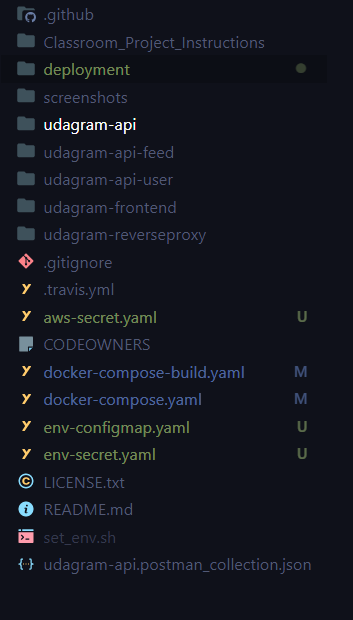 .github
Classroom_Project_Instructions
deployment
screenshots
udagram-api
udagram-api-feed
udagram-api-user
udagram-frontend
udagram-reverseproxy
.gitignore
.travis.yml
aws-secret.yaml U
CODEOWNERS
docker-compose-build.yaml M
docker-compose.yaml M
env-configmap.yaml U
env-secret.yaml U
LICENSE.txt
README.md
set_env.sh
udagram-api.postman_collection.json